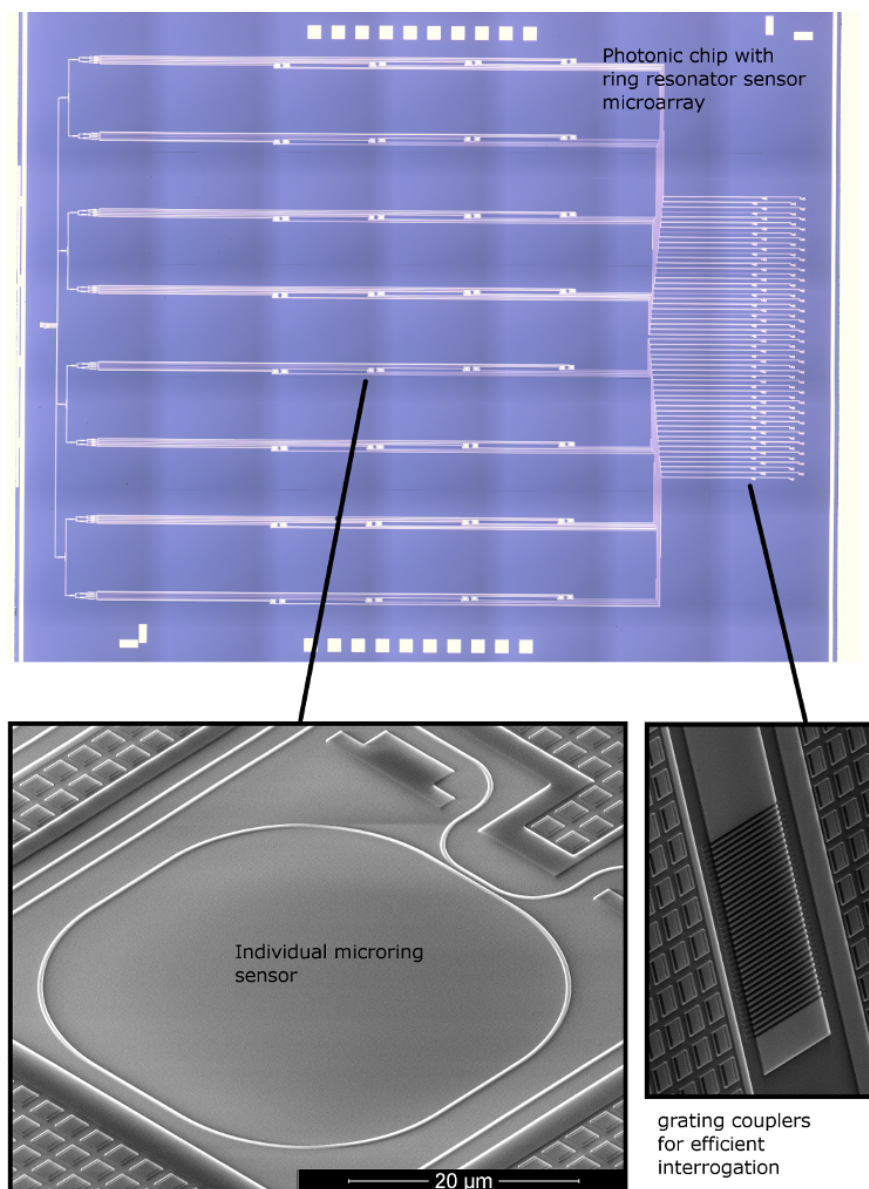 Photonic chip with
ring resonator sensor
microarray
Individual microring
sensor
20 µm
grating couplers
for efficient
interrogation